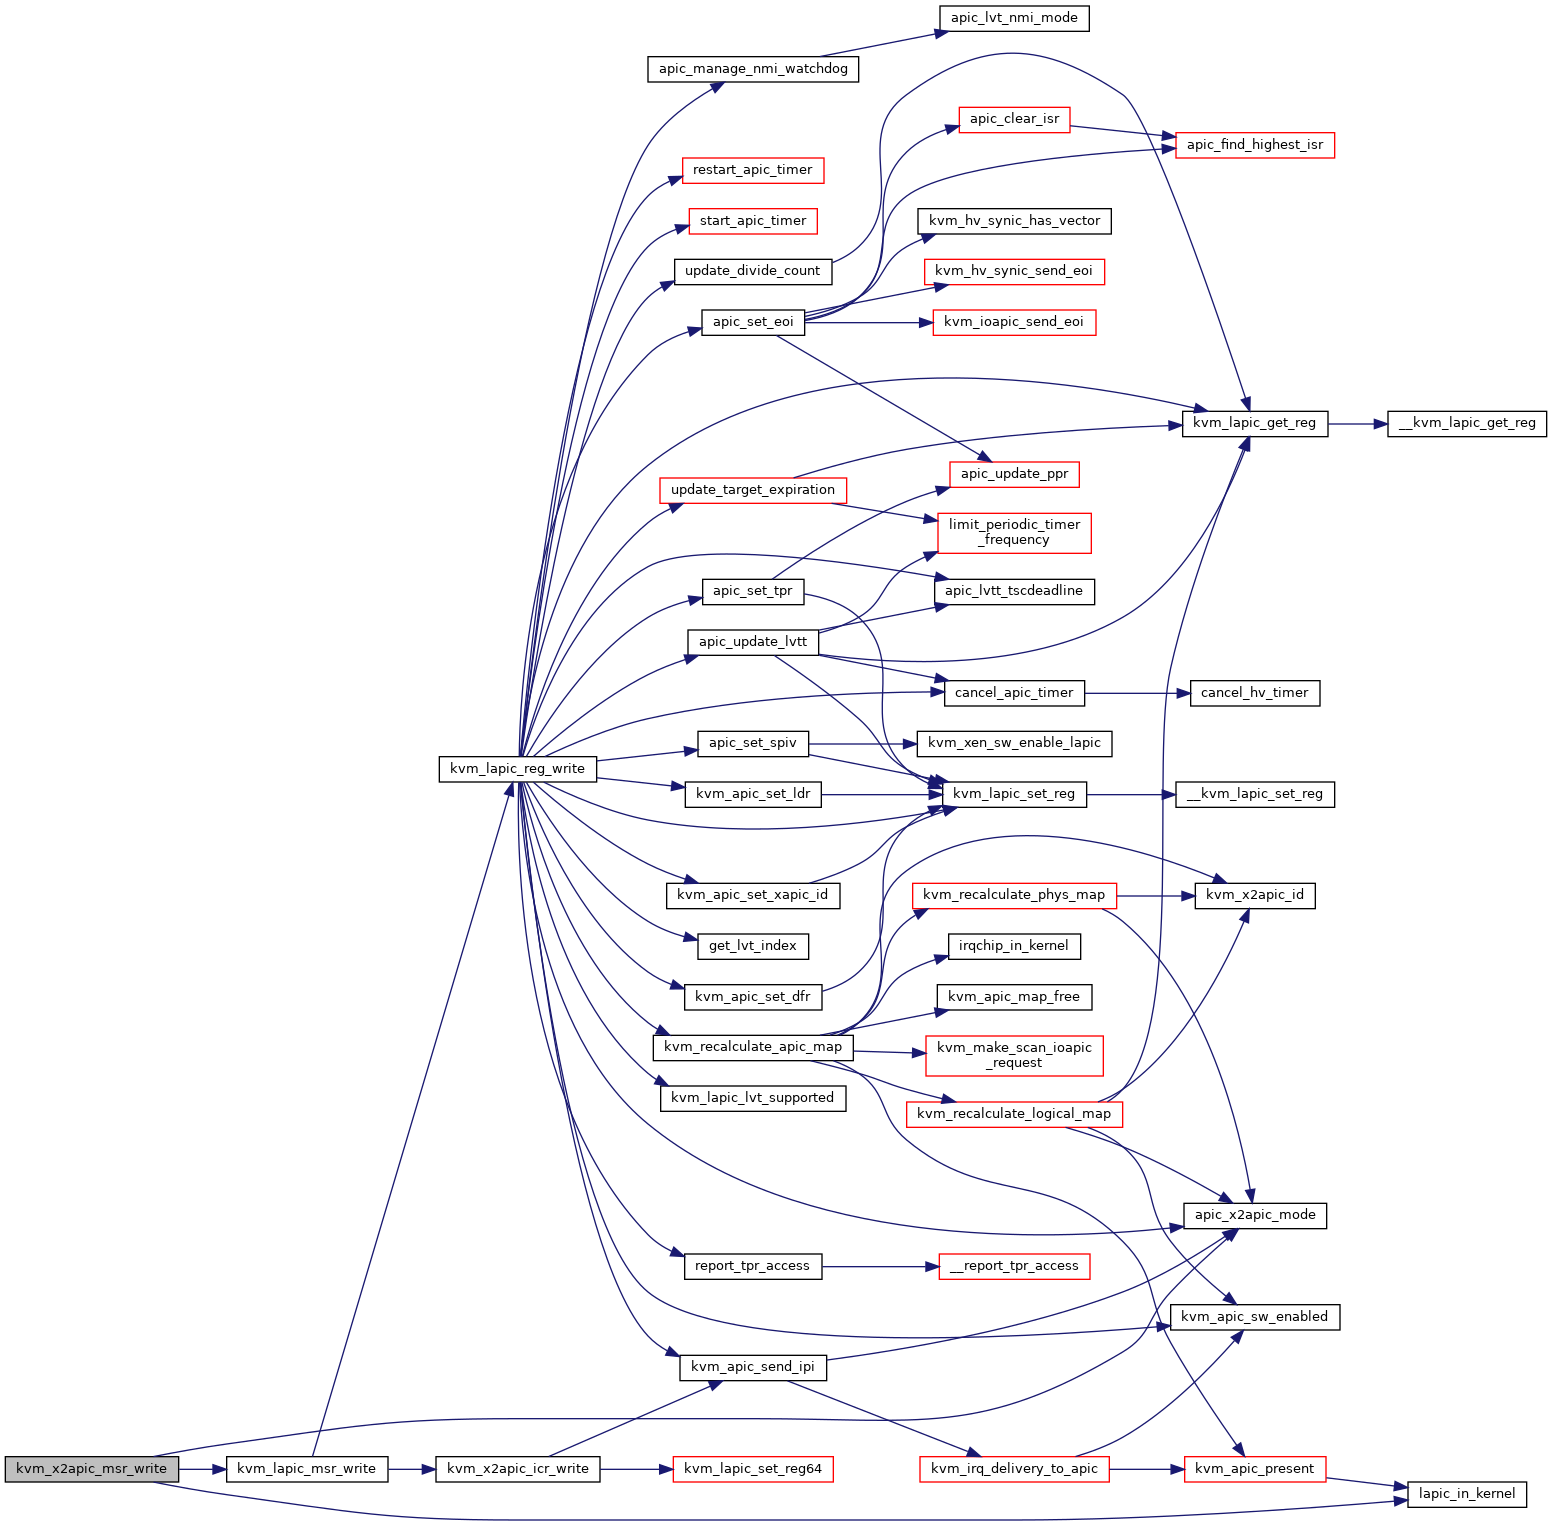 apic_lvt_nmi_mode
apic_manage_nmi_watchdog
apic_clear_isr
apic_find_highest_isr
restart_apic_timer
start_apic_timer
kvm_hv_synic_has_vector
update_divide_count
kvm_hv_synic_send_eoi
apic_set_eoi
kvm_ioapic_send_eoi
kvm_lapic_get_reg
__kvm_lapic_get_reg
apic_update_ppr
update_target_expiration
limit_periodic_timer
_frequency
apic_set_tpr
apic_lvtt_tscdeadline
apic_update_lvtt
cancel_apic_timer
cancel_hv_timer
apic_set_spiv
kvm_xen_sw_enable_lapic
kvm_lapic_reg_write
kvm_apic_set_ldr
kvm_lapic_set_reg
__kvm_lapic_set_reg
kvm_apic_set_xapic_id
kvm_recalculate_phys_map
kvm_x2apic_id
get_lvt_index
irqchip_in_kernel
kvm_apic_set_dfr
kvm_apic_map_free
kvm_recalculate_apic_map
kvm_make_scan_ioapic
_request
kvm_lapic_lvt_supported
kvm_recalculate_logical_map
apic_x2apic_mode
report_tpr_access
__report_tpr_access
kvm_apic_sw_enabled
kvm_apic_send_ipi
kvm_x2apic_msr_write
kvm_lapic_msr_write
kvm_x2apic_icr_write
kvm_lapic_set_reg64
kvm_irq_delivery_to_apic
kvm_apic_present
lapic_in_kernel